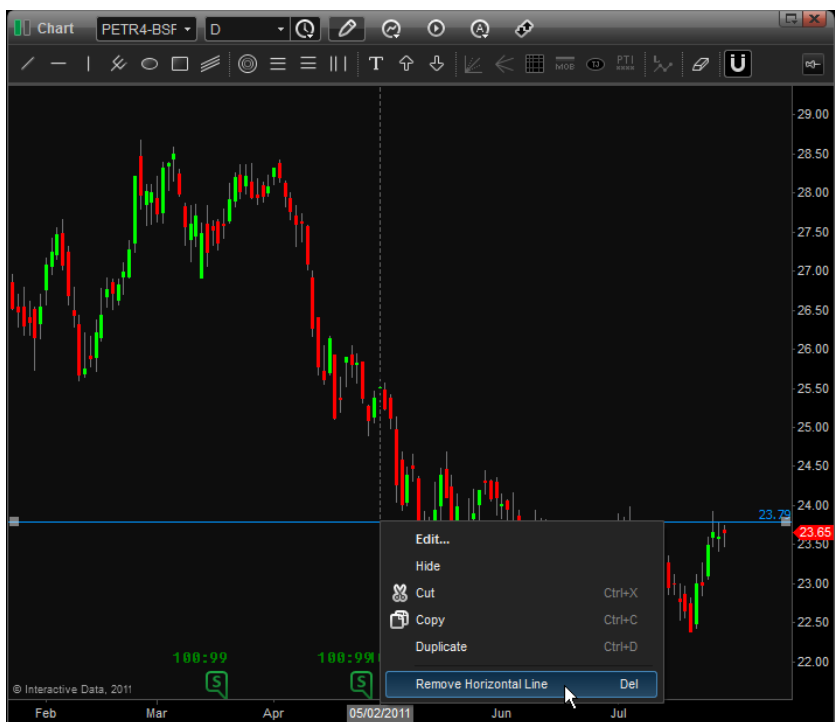 Chart PETR4-BSF D
T MOB TJ PTI L Ü
29.00
28.50
28.00
27.50
27.00
26.50
26.00
25.50
25.00
24.50
24.00
23.79
23.65
23.50
Edit...
Hide
23.00
Cut Ctrl+X
Copy Ctrl+C
22.50
Duplicate Ctrl+D
100:99 100:99
22.00
Remove Horizontal Line Del
S S
© Interactive Data, 2011
Feb Mar Apr 05/02/2011 Jun Jul